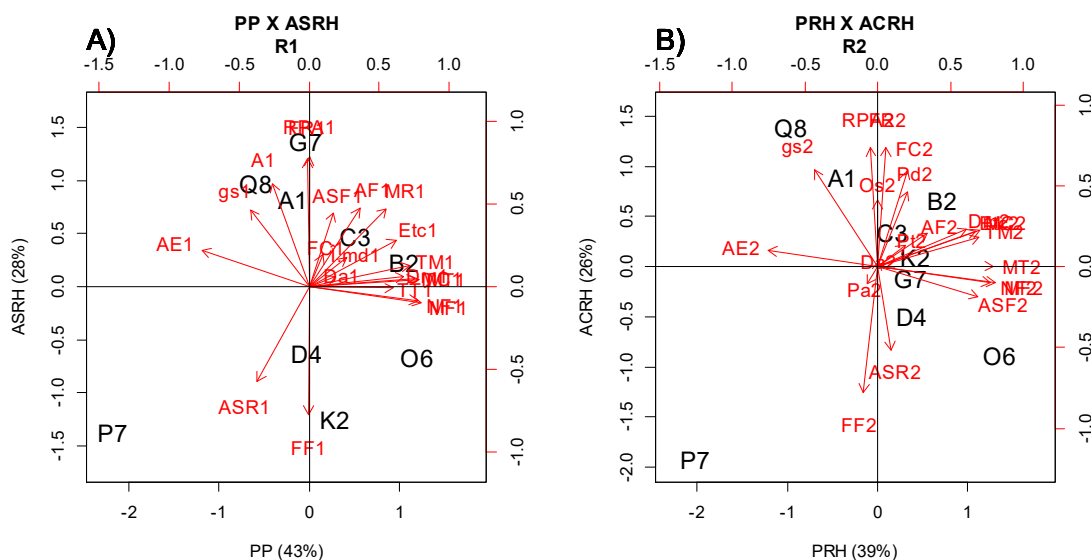 PP X ASRH
A)
R1
-1.5 -1.0 -0.5 0.0 0.5 1.0
1.5 1.0 0.5 0.0 -0.5 -1.0 -1.5
ASRH (28%)
1.0 0.5 0.0 -0.5 -1.0
G7
A1
Q8
gs1
A1
ASF1
AF1
MR1
Etc1
C3
FC1
B2
TM1
AE1
Da1
NF1
MF1
D4
O6
ASR1
K2
P7
FF1
-2 -1 0 1
PP (43%)
PRH X ACRH
B)
R2
-1.5 -1.0 -0.5 0.0 0.5 1.0
1.5 1.0 0.5 0.0 -0.5 -1.0 -1.5 -2.0
ACRH (26%)
1.0 0.5 0.0 -0.5 -1.0
Q8
gs2
FC2
A1
Os2
Pd2
B2
C3
AF2
TM2
AE2
K2
MT2
G7
Pa2
ASF2
D4
O6
ASR2
FF2
P7
-2 -1 0 1
PRH (39%)